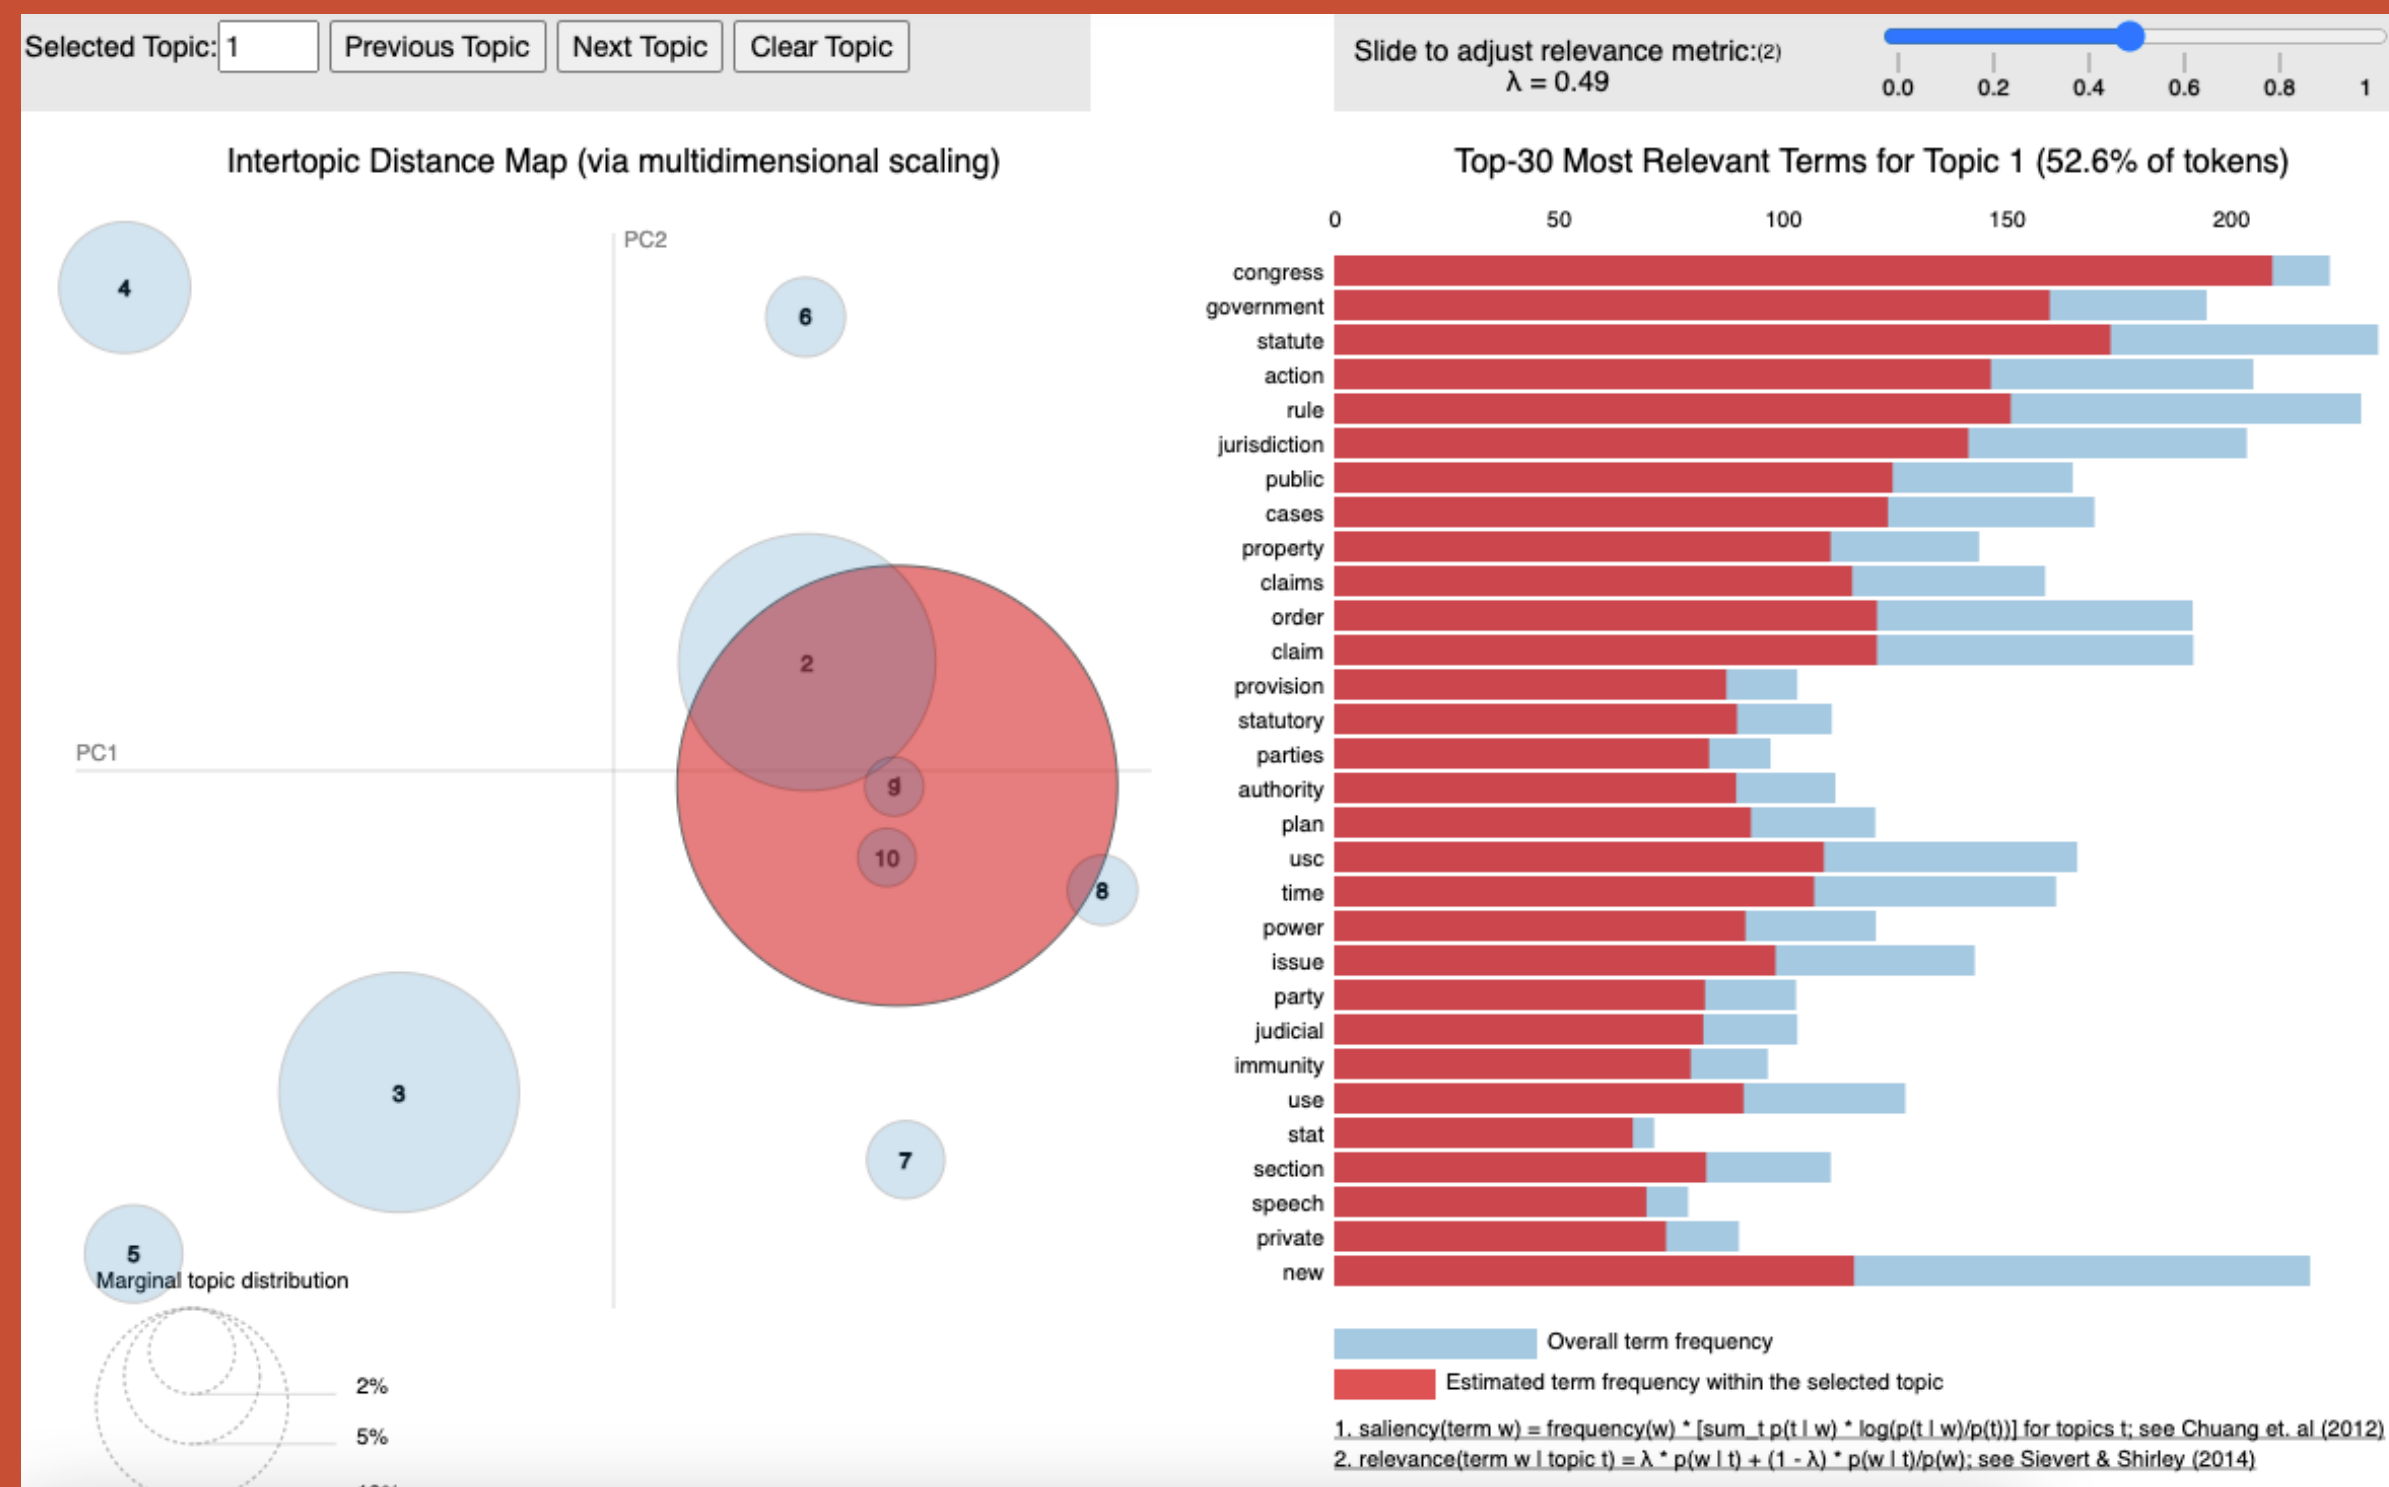 Selected Topic: 1 Previous Topic Next Topic Clear Topic
Slide to adjust relevance metric:(2)
λ = 0.49
0.0 0.2 0.4 0.6 0.8 1
Intertopic Distance Map (via multidimensional scaling)
PC2
PC1
4
6
2
9
10
8
3
7
5
Marginal topic distribution
2%
5%
Top-30 Most Relevant Terms for Topic 1 (52.6% of tokens)
0 50 100 150 200
congress
government
statute
action
rule
jurisdiction
public
cases
property
claims
order
claim
provision
statutory
parties
authority
plan
usc
time
power
issue
party
judicial
immunity
use
stat
section
speech
private
new
Overall term frequency
Estimated term frequency within the selected topic
1. saliency(term w) = frequency(w) * [sum_t p(t | w) * log(p(t | w)/p(t))] for topics t; see Chuang et. al (2012)
2. relevance(term w | topic t) = λ * p(w | t) + (1 - λ) * p(w | t)/p(w); see Sievert & Shirley (2014)